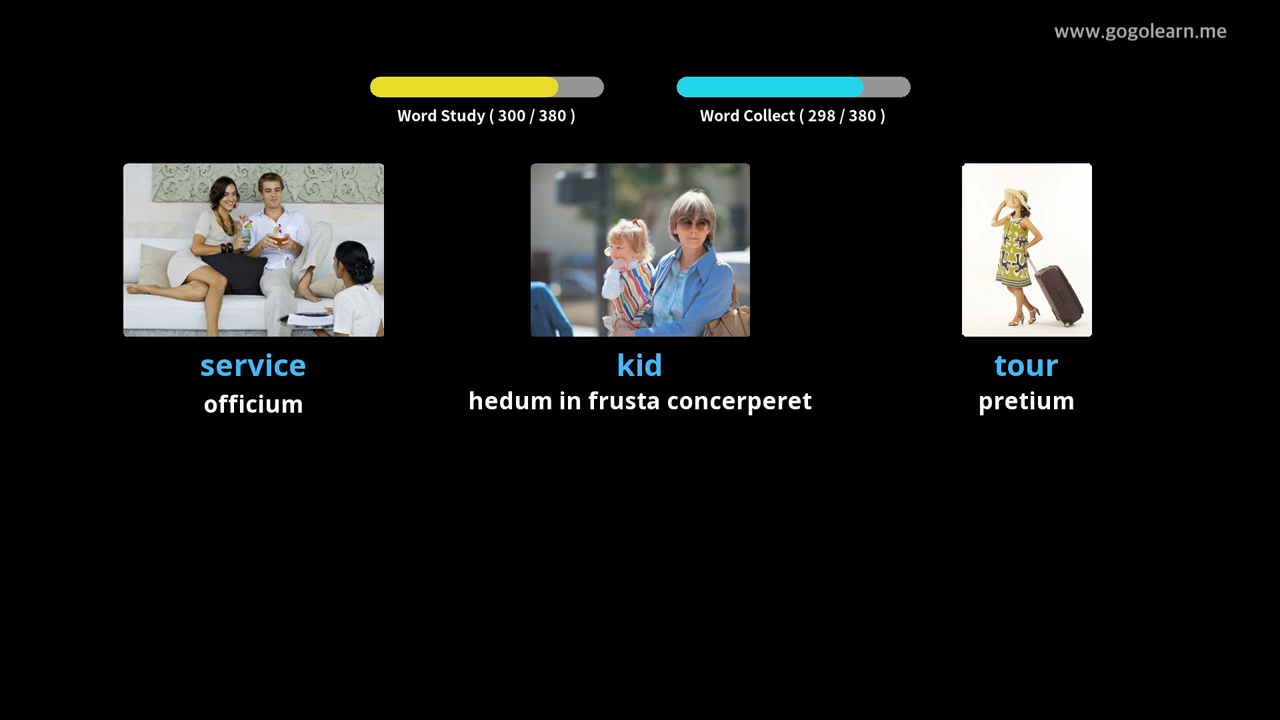 www.gogolearn.me
Word Study ( 300 / 380 )
Word Collect ( 298 / 380 )
service
officium
kid
hedum in frusta concerperet
tour
pretium